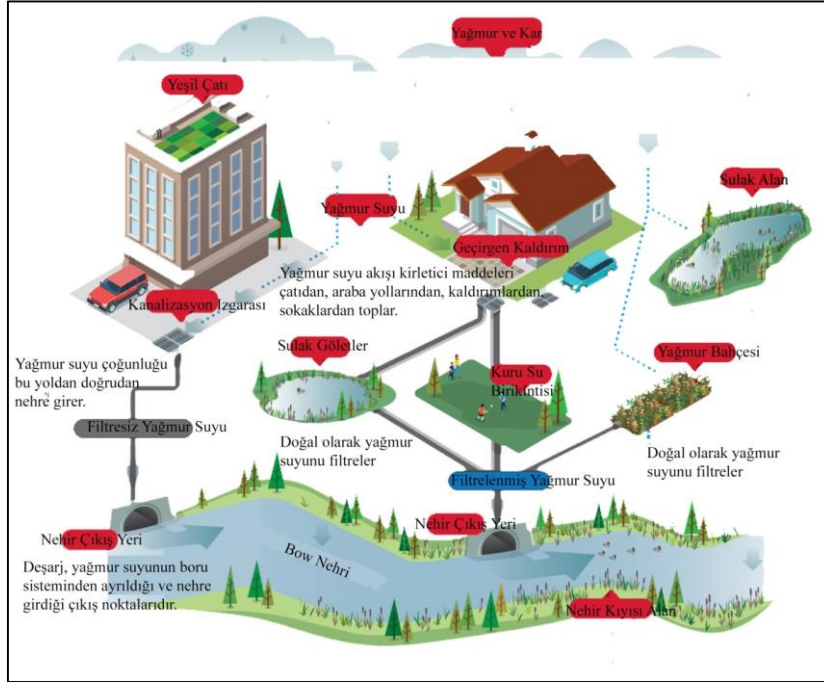 Yağmur ve Kar
Yeşil Çatı
Sulak Alan
Yağmur Suyu
Geçirgen Kaldırım
Yağmur suyu akışı kirletici maddeleri
çatıdan, araba yollarından, kaldırımlardan,
sokaklardan toplar.
Kanalizasyon Izgarası
Sulak Göletler
Yağmur Bahçesi
Yağmur suyu çoğunluğu
bu yoldan doğrudan
nehre girer.
Kuru Su
Birikintisi
Filtresiz Yağmur Suyu
Doğal olarak yağmur
suyunu filtreler
Doğal olarak yağmur
suyunu filtreler
Filtrelenmiş Yağmur Suyu
Nehir Çıkış Yeri
Nehir Çıkış Yeri
Bow Nehri
Deşarj, yağmur suyunun boru
sisteminden ayrıldığı ve nehre
girdiği çıkış noktalarıdır.
Nehir Kıyısı Alan